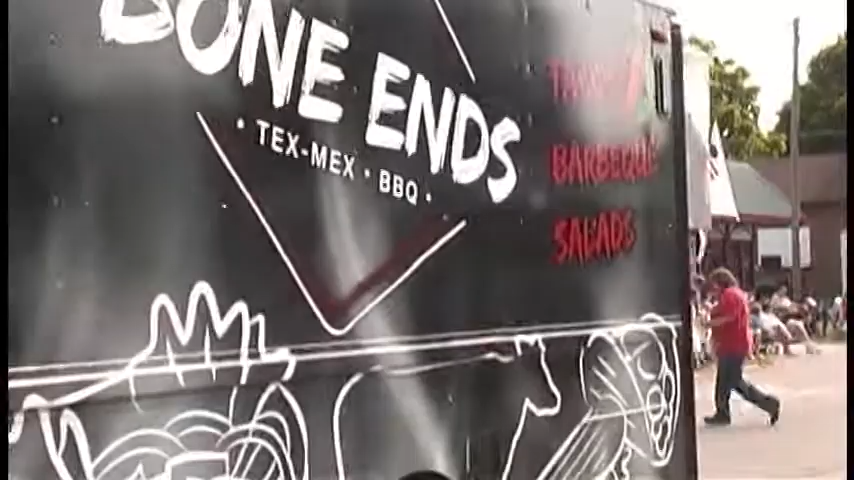 BONE ENDS
· TEX-MEX · BBQ ·
BARBEQUE
SALADS